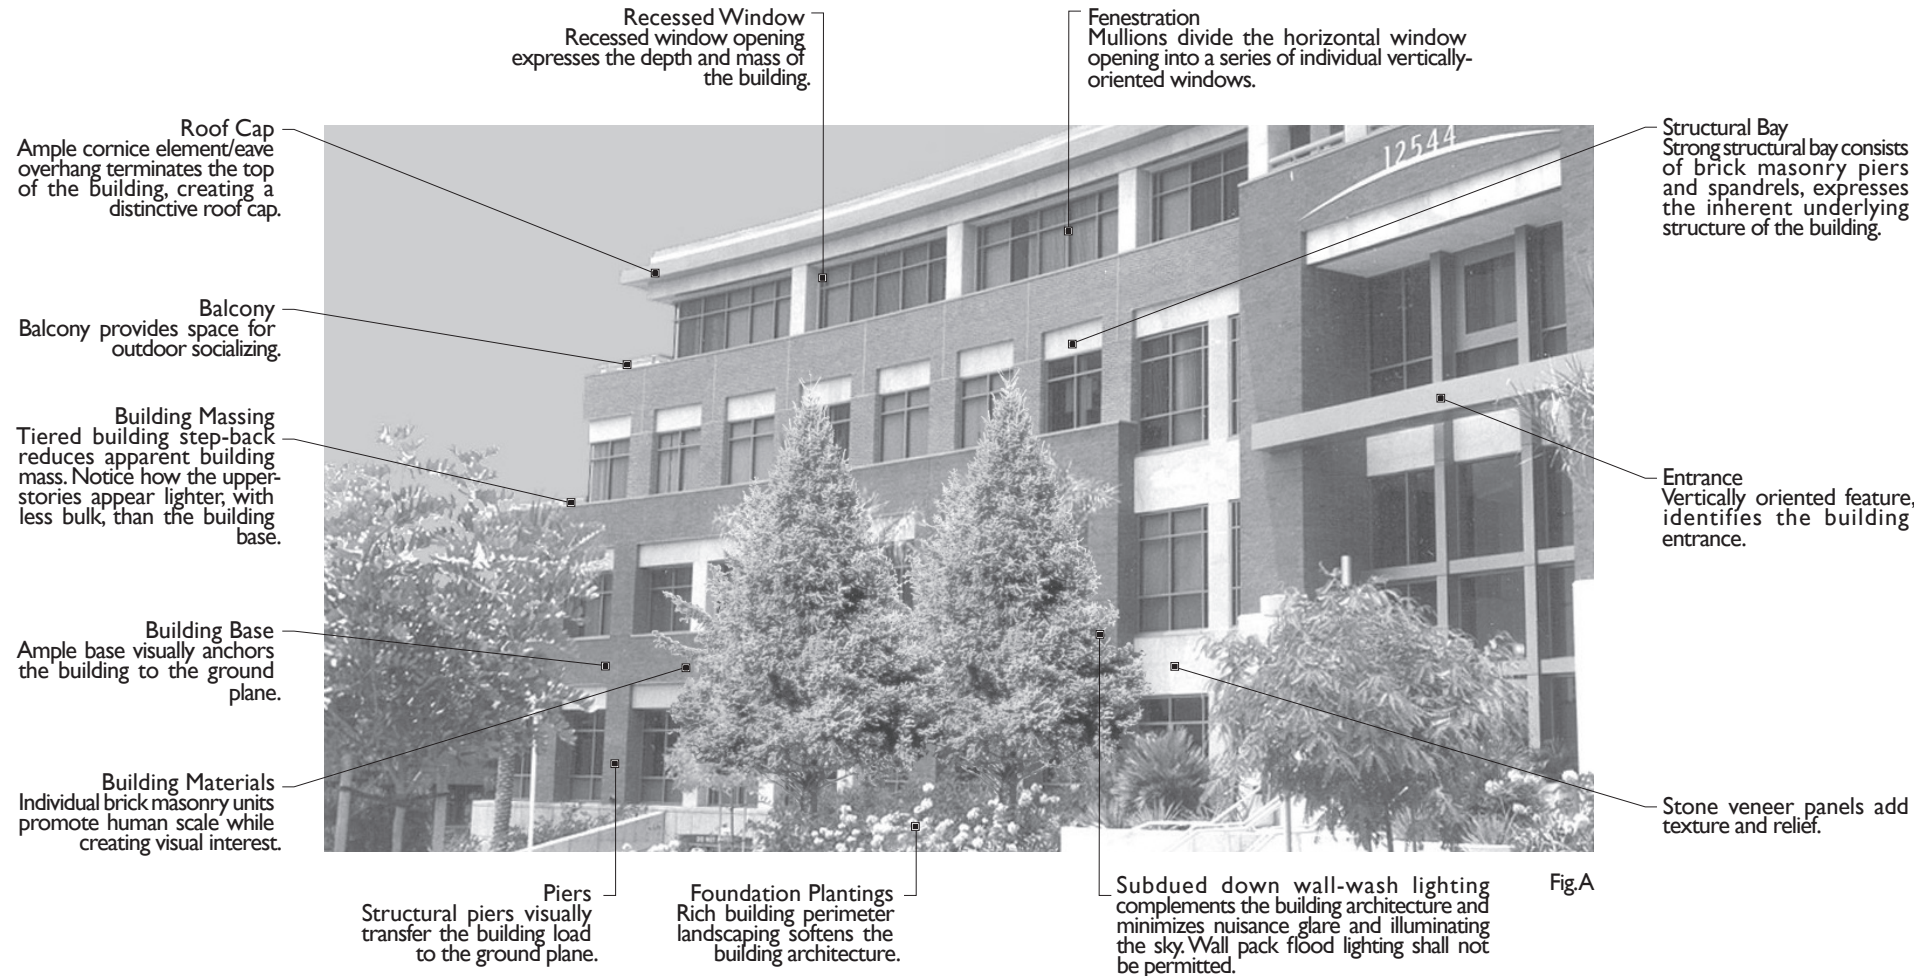 Recessed Window
Recessed window opening
expresses the depth and mass of
the building.
Fenestration
Mullions divide the horizontal window
opening into a series of individual vertically-
oriented windows.
Roof Cap
Ample cornice element/eave
overhang terminates the top
of the building, creating a
distinctive roof cap.
Balcony
Balcony provides space for
outdoor socializing.
Building Massing
Tiered building step-back
reduces apparent building
mass. Notice how the upper-
stories appear lighter, with
less bulk, than the building
base.
Building Base
Ample base visually anchors
the building to the ground
plane.
Building Materials
Individual brick masonry units
promote human scale while
creating visual interest.
12544
Structural Bay
Strong structural bay consists
of brick masonry piers
and spandrels, expresses
the inherent underlying
structure of the building.
Entrance
Vertically oriented feature,
identifies the building
entrance.
Stone veneer panels add
texture and relief.
Piers
Structural piers visually
transfer the building load
to the ground plane.
Foundation Plantings
Rich building perimeter
landscaping softens the
building architecture.
Subdued down wall-wash lighting
complements the building architecture and
minimizes nuisance glare and illuminating
the sky. Wall pack flood lighting shall not
be permitted.
Fig.A